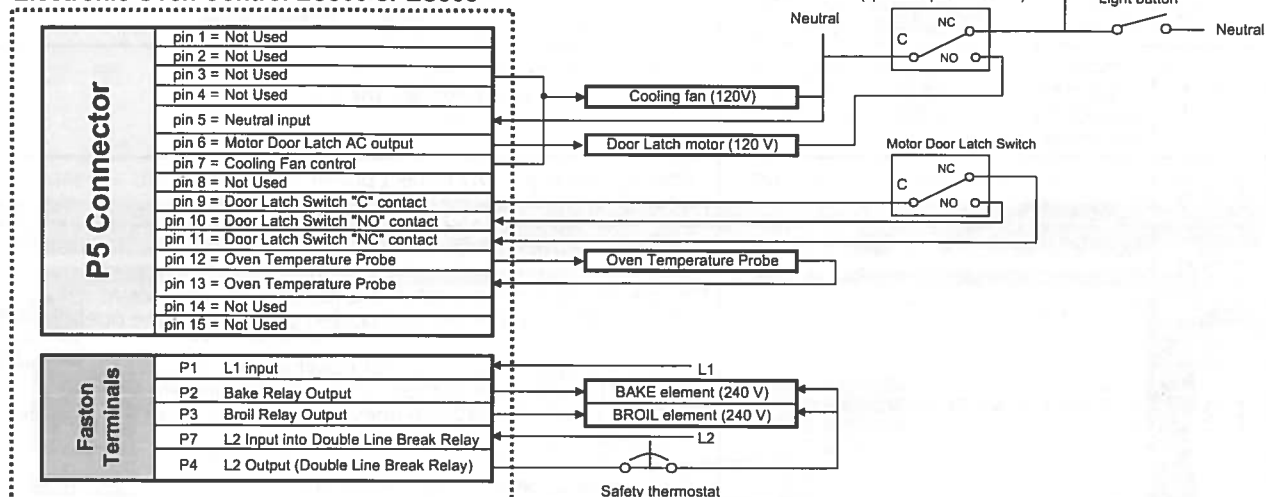 Neutral
NC
C
NO
Neutral
P5 Connector
pin 1 = Not Used
pin 2 = Not Used
pin 3 = Not Used
pin 4 = Not Used
pin 5 = Neutral input
pin 6 = Motor Door Latch AC output
pin 7 = Cooling Fan control
pin 8 = Not Used
pin 9 = Door Latch Switch "C" contact
pin 10 = Door Latch Switch "NO" contact
pin 11 = Door Latch Switch "NC" contact
pin 12 = Oven Temperature Probe
pin 13 = Oven Temperature Probe
pin 14 = Not Used
pin 15 = Not Used
Cooling fan (120V)
Door Latch motor (120 V)
Motor Door Latch Switch
NC
C
NO
Oven Temperature Probe
Faston Terminals
P1 L1 input
P2 Bake Relay Output
P3 Broil Relay Output
P7 L2 Input into Double Line Break Relay
P4 L2 Output (Double Line Break Relay)
L1
BAKE element (240 V)
BROIL element (240 V)
L2
Safety thermostat